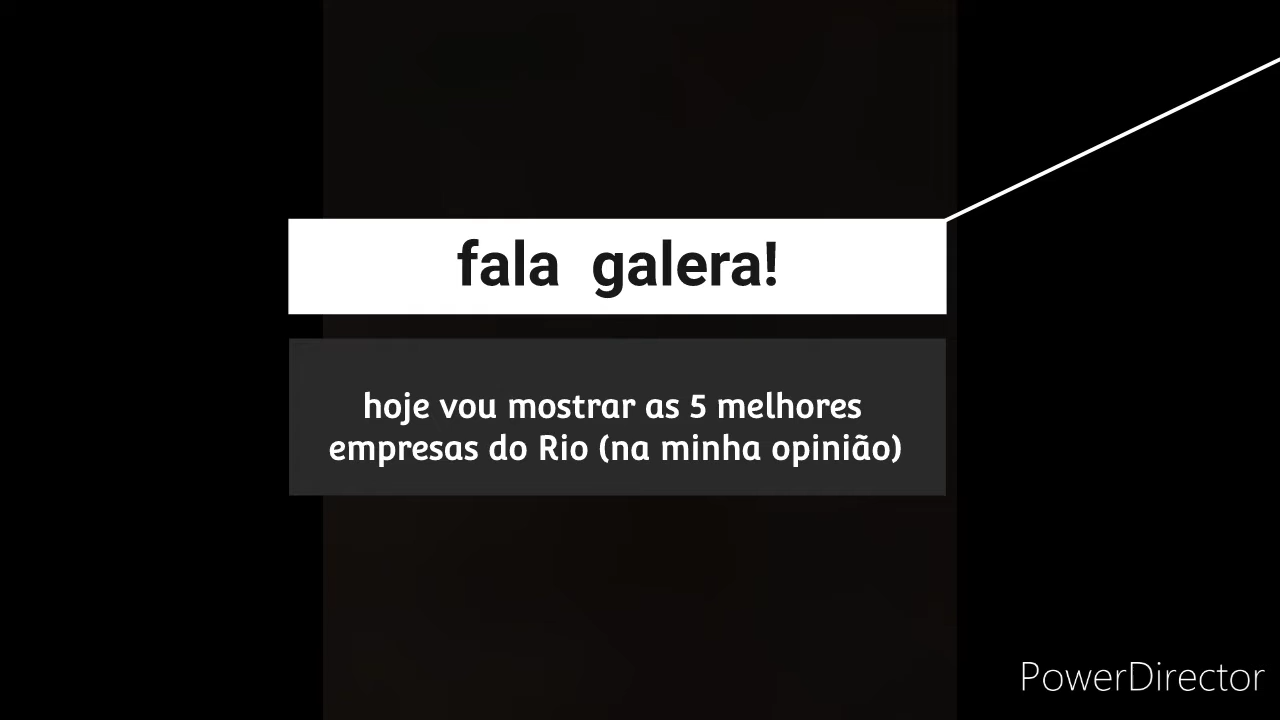 fala galera!
hoje vou mostrar as 5 melhores
empresas do Rio (na minha opinião)
PowerDirector